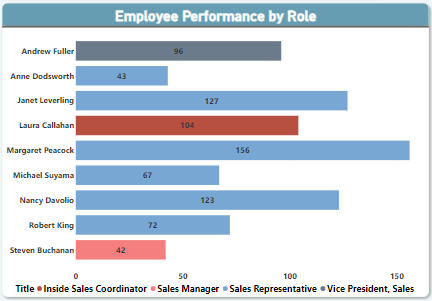 Employee Performance by Role
Andrew Fuller 96
Anne Dodsworth 43
Janet Leverling 127
Laura Callahan 104
Margaret Peacock 156
Michael Suyama 67
Nancy Davolio 123
Robert King 72
Steven Buchanan 42
0 50 100 150
Title Inside Sales Coordinator Sales Manager Sales Representative Vice President, Sales